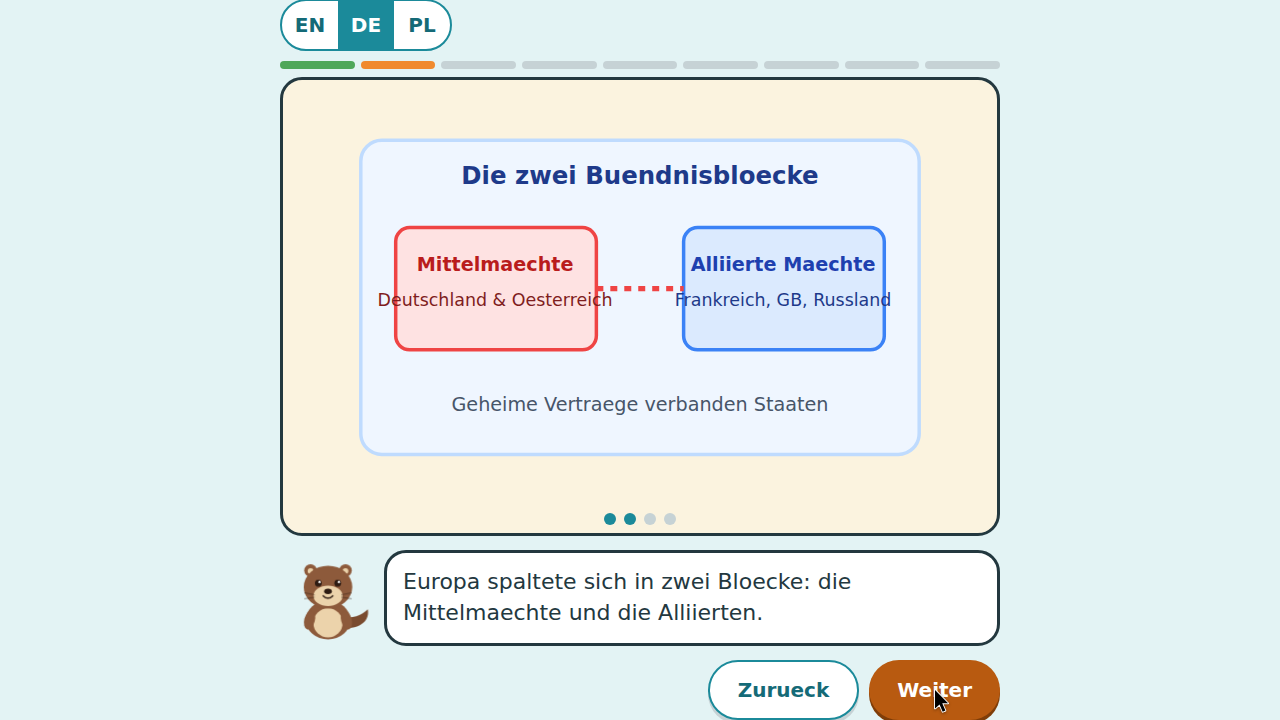 EN DE PL
Die zwei Buendnisbloecke
Mittelmaechte
Deutschland & Oesterreich
Alliierte Maechte
Frankreich, GB, Russland
Geheime Vertraege verbanden Staaten
Europa spaltete sich in zwei Bloecke: die
Mittelmaechte und die Alliierten.
Zurueck
Weiter